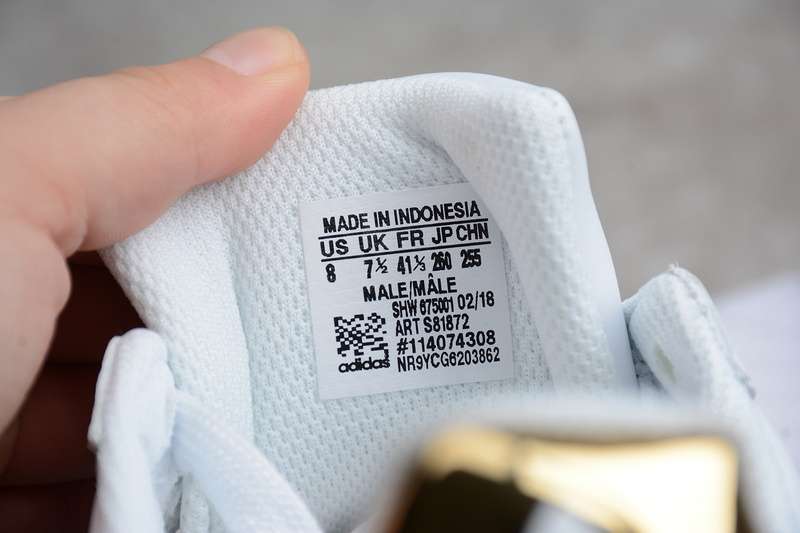 MADE IN INDONESIA
US UK FR JP CHN
8 7½ 41⅓ 260 255
MALE/MÂLE
SHW 675001 02/18
ART S81872
#114074308
adidas NR9YCG6203862